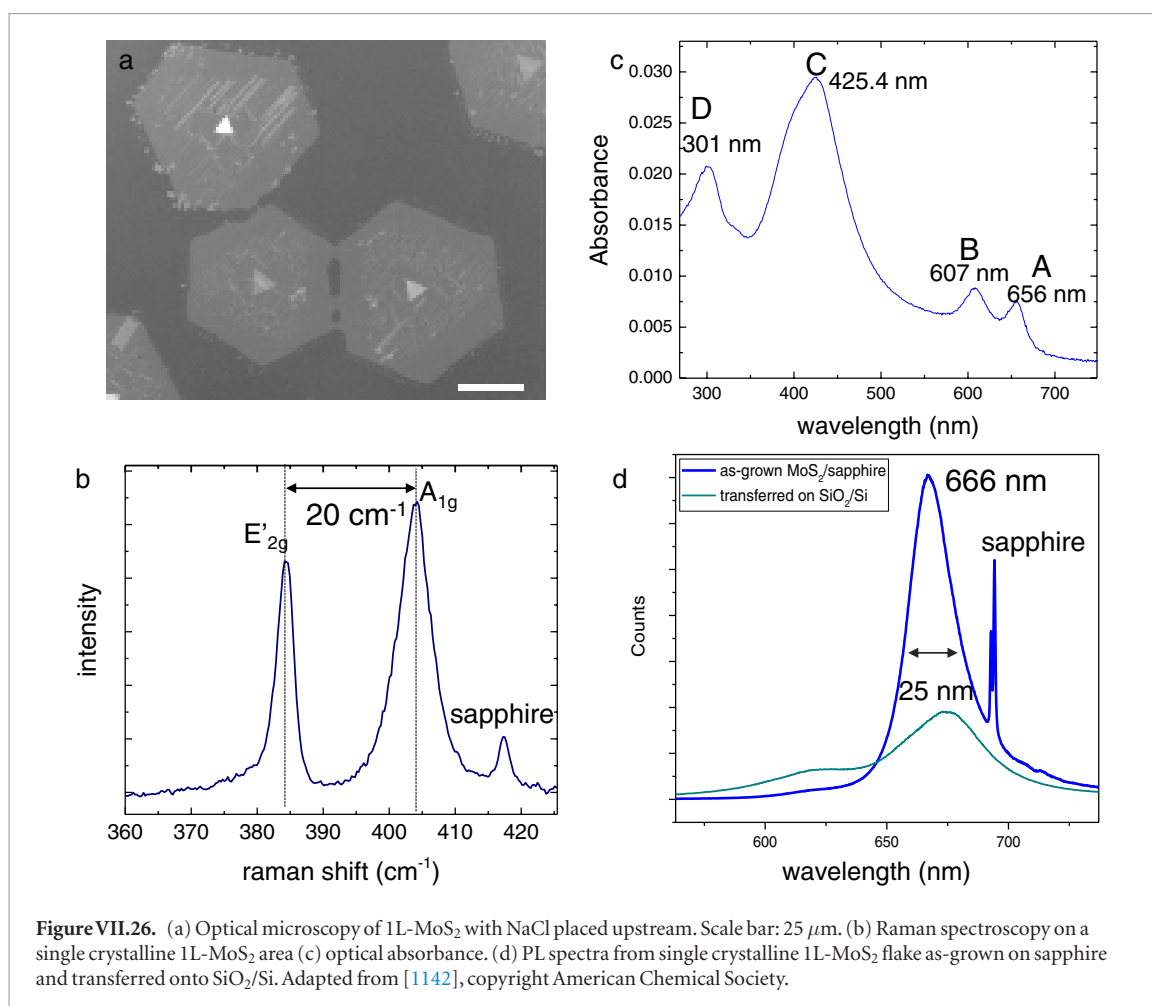 a
c
0.030
0.025
0.020
0.015
0.010
0.005
0.000
Absorbance
D
301 nm
C
425.4 nm
B
607 nm
A
656 nm
300 400 500 600 700
wavelength (nm)
b
20 cm-1
E'2g
A1g
sapphire
intensity
360 370 380 390 400 410 420
raman shift (cm-1)
as-grown MoS2/sapphire
transferred on SiO2/Si
d
666 nm
sapphire
25 nm
Counts
600 650 700
wavelength (nm)
Figure VII.26. (a) Optical microscopy of 1L-MoS2 with NaCl placed upstream. Scale bar: 25 μm. (b) Raman spectroscopy on a
single crystalline 1L-MoS2 area (c) optical absorbance. (d) PL spectra from single crystalline 1L-MoS2 flake as-grown on sapphire
and transferred onto SiO2/Si. Adapted from [1142], copyright American Chemical Society.